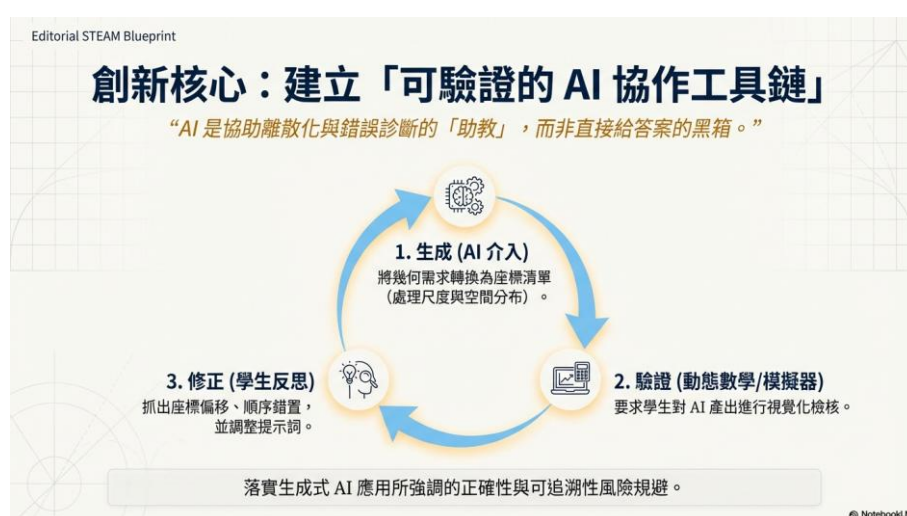 Editorial STEAM Blueprint
創新核心：建立「可驗證的 AI 協作工具鏈」
“AI 是協助離散化與錯誤診斷的「助教」，而非直接給答案的黑箱。”
1. 生成 (AI 介入)
將幾何需求轉換為座標清單
（處理尺度與空間分布）。
2. 驗證 (動態數學/模擬器)
要求學生對 AI 產出進行視覺化檢核。
3. 修正 (學生反思)
抓出座標偏移、順序錯置，
並調整提示詞。
落實生成式 AI 應用所強調的正確性與可追溯性風險規避。